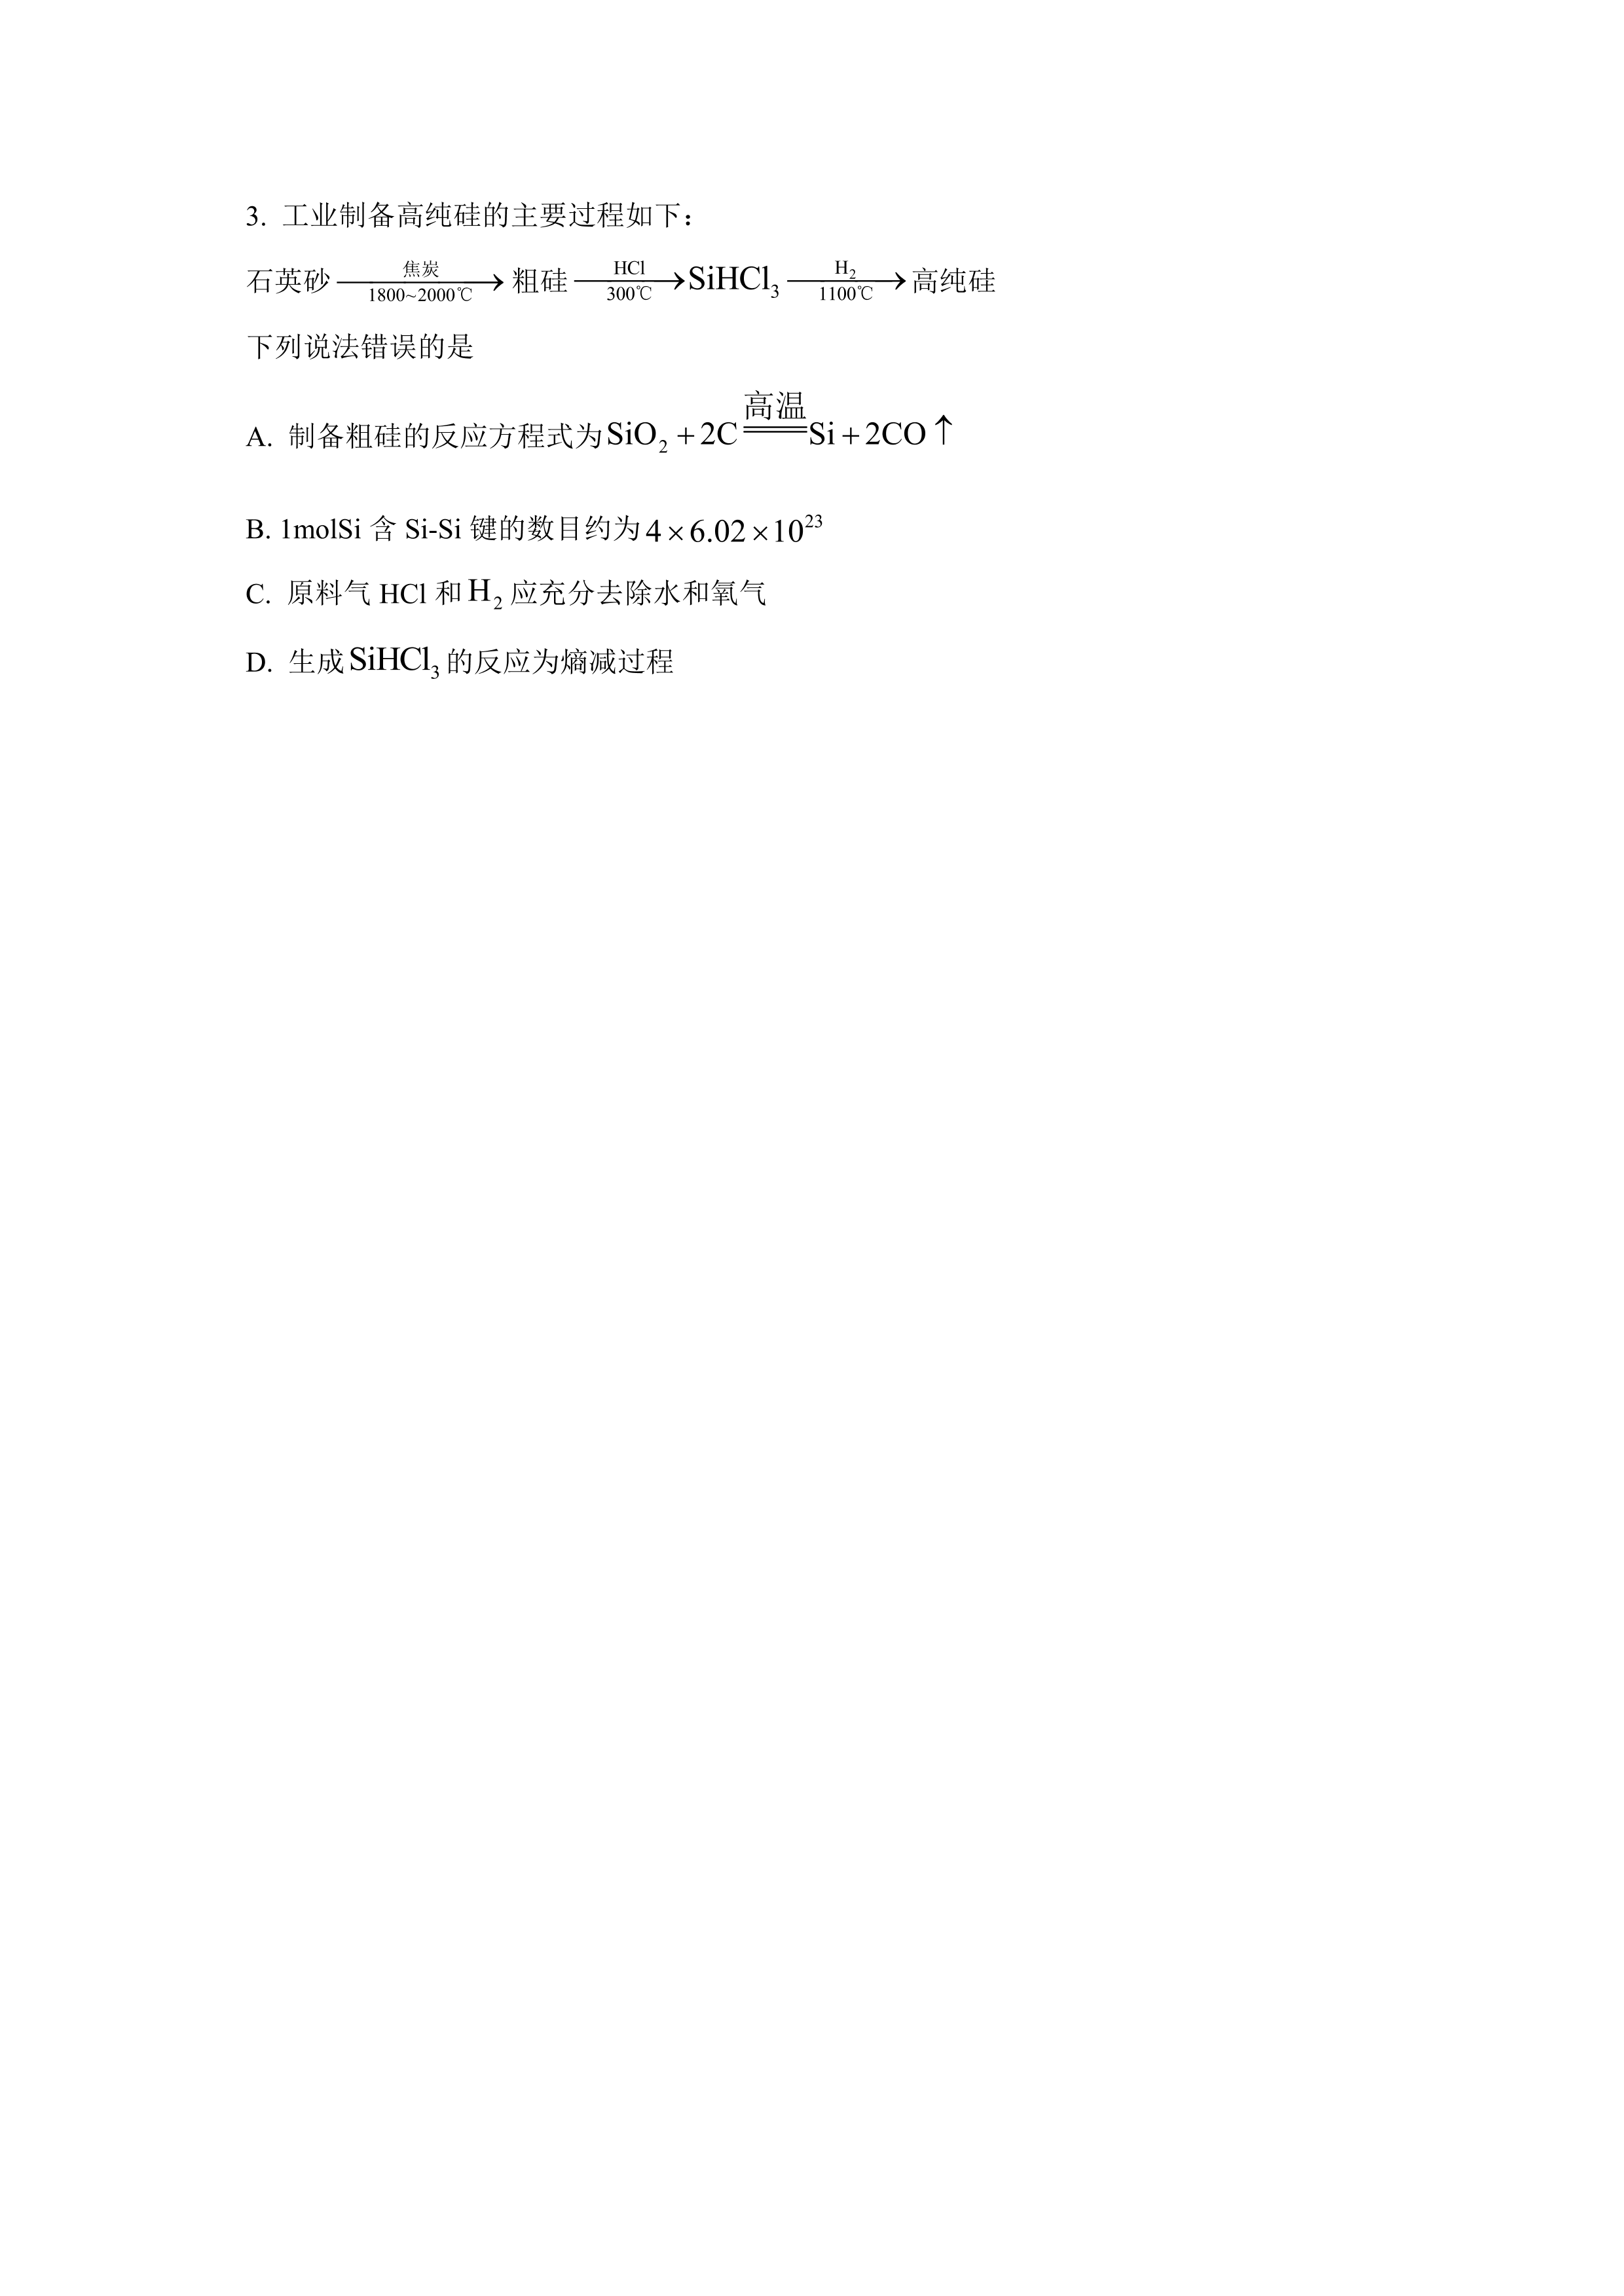 3. 工业制备高纯硅的主要过程如下：
石英砂 $\xrightarrow[1800\sim2000℃]{焦炭}$ 粗硅 $\xrightarrow[300℃]{HCl}$ SiHCl₃ $\xrightarrow[1100℃]{H_2}$ 高纯硅
下列说法错误的是
A. 制备粗硅的反应方程式为 $SiO_2+2C\overset{高温}{=\!=\!=}Si+2CO\uparrow$
B. 1molSi 含 Si-Si 键的数目约为 $4\times6.02\times10^{23}$
C. 原料气 HCl 和 H₂ 应充分去除水和氧气
D. 生成 SiHCl₃ 的反应为熵减过程